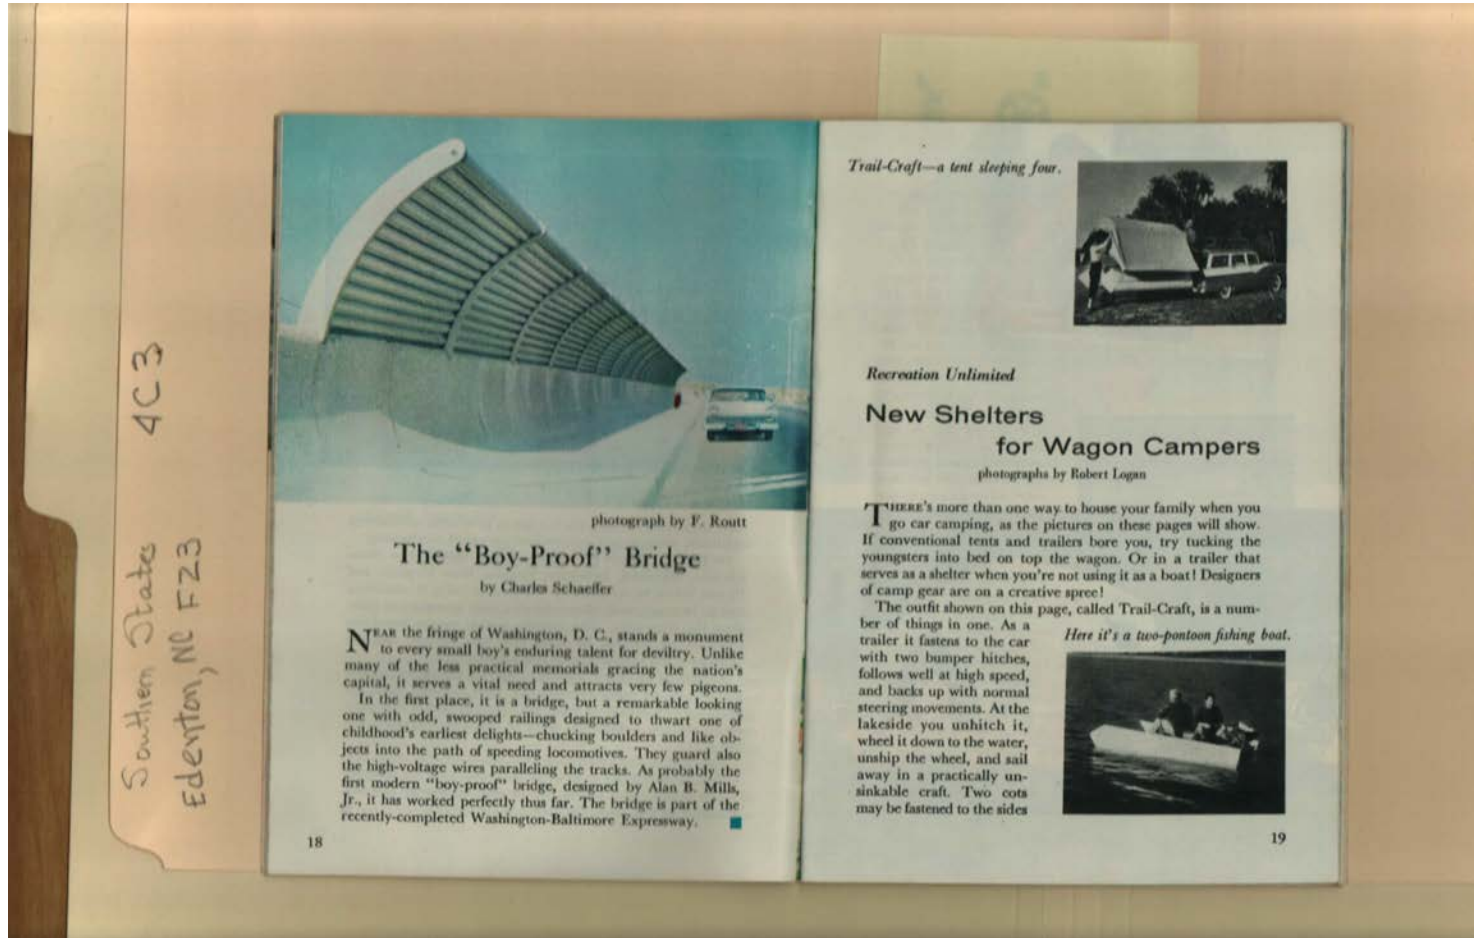 Southern States 4C3
Edenton, NC F23
photograph by F. Routt
The “Boy-Proof” Bridge
by Charles Schaeffer
NEAR the fringe of Washington, D. C., stands a monument
to every small boy's enduring talent for deviltry. Unlike
many of the less practical memorials gracing the nation's
capital, it serves a vital need and attracts very few pigeons.
In the first place, it is a bridge, but a remarkable looking
one with odd, swooped railings designed to thwart one of
childhood's earliest delights—chucking boulders and like ob-
jects into the path of speeding locomotives. They guard also
the high-voltage wires paralleling the tracks. As probably the
first modern "boy-proof" bridge, designed by Alan B. Mills,
Jr., it has worked perfectly thus far. The bridge is part of the
recently-completed Washington-Baltimore Expressway.
18
Trail-Craft—a tent sleeping four.
Recreation Unlimited
New Shelters
for Wagon Campers
photographs by Robert Logan
THERE'S more than one way to house your family when you
go car camping, as the pictures on these pages will show.
If conventional tents and trailers bore you, try tucking the
youngsters into bed on top the wagon. Or in a trailer that
serves as a shelter when you're not using it as a boat! Designers
of camp gear are on a creative spree!
The outfit shown on this page, called Trail-Craft, is a num-
ber of things in one. As a
trailer it fastens to the car
with two bumper hitches,
follows well at high speed,
and backs up with normal
steering movements. At the
lakeside you unhitch it,
wheel it down to the water,
unship the wheel, and sail
away in a practically un-
sinkable craft. Two cots
may be fastened to the sides
Here it's a two-pontoon fishing boat.
19